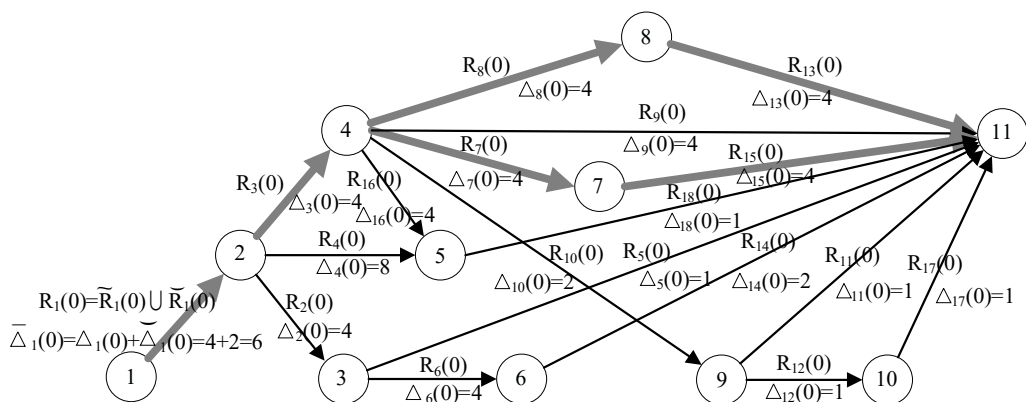 8
R₈(0)
△₈(0)=4
R₁₃(0)
△₁₃(0)=4
4
R₉(0)
△₉(0)=4
11
R₇(0)
△₇(0)=4
7
R₁₅(0)
△₁₅(0)=4
R₃(0)
△₃(0)=4
R₁₆(0)
△₁₆(0)=4
R₁₈(0)
△₁₈(0)=1
2
R₄(0)
△₄(0)=8
5
R₁₀(0)
△₁₀(0)=2
R₅(0)
△₅(0)=1
R₁₄(0)
△₁₄(0)=2
R₁₁(0)
△₁₁(0)=1
R₁₇(0)
△₁₇(0)=1
R₁(0)=R̃₁(0)⋃R̆₁(0)
Δ̅₁(0)=Δ₁(0)+Δ̆₁(0)=4+2=6
R₂(0)
△₂(0)=4
1
3
R₆(0)
△₆(0)=4
6
9
R₁₂(0)
△₁₂(0)=1
10